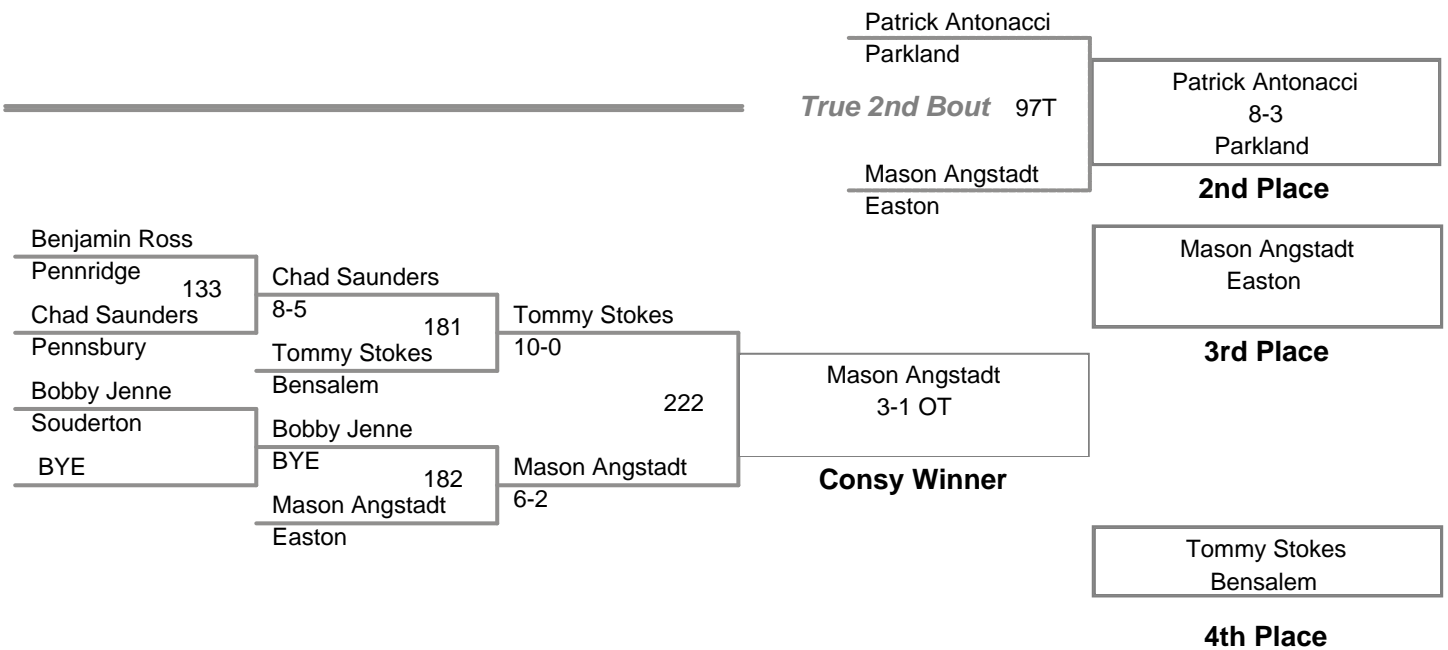 Patrick Antonacci
Parkland
True 2nd Bout 97T
Mason Angstadt
Easton
Patrick Antonacci
8-3
Parkland
2nd Place
Mason Angstadt
Easton
3rd Place
Benjamin Ross
Pennridge
133
Chad Saunders
Pennsbury
Bobby Jenne
Souderton
BYE
Chad Saunders
8-5
181
Tommy Stokes
Bensalem
Bobby Jenne
BYE
182
Mason Angstadt
Easton
Tommy Stokes
10-0
222
Mason Angstadt
6-2
Mason Angstadt
3-1 OT
Consy Winner
Tommy Stokes
Bensalem
4th Place